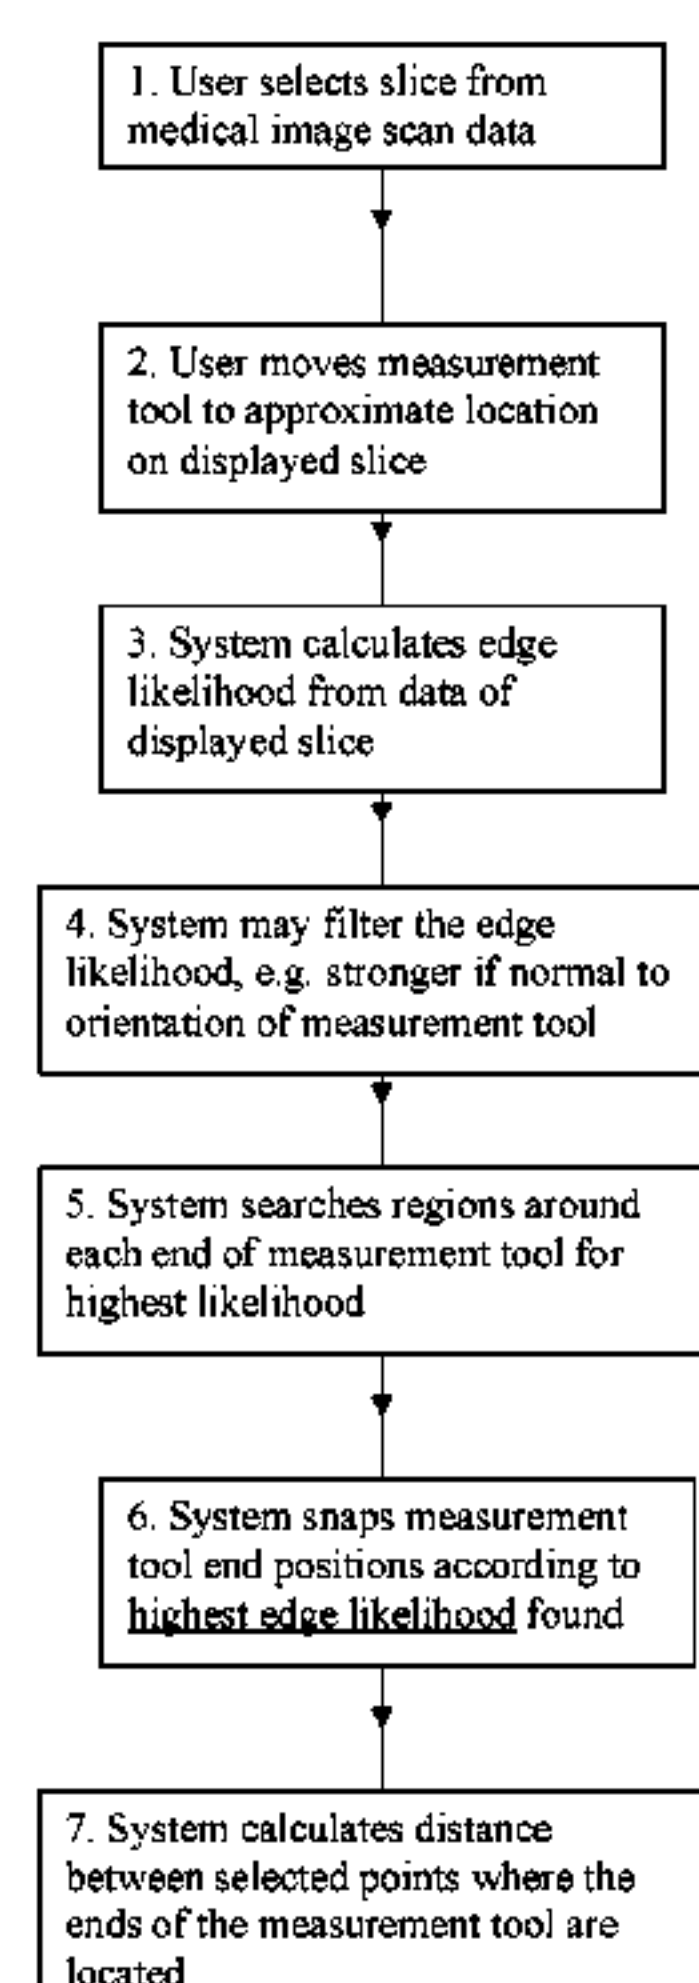 1. User selects slice from
medical image scan data
2. User moves measurement
tool to approximate location
on displayed slice
3. System calculates edge
likelihood from data of
displayed slice
4. System may filter the edge
likelihood, e.g. stronger if normal to
orientation of measurement tool
5. System searches regions around
each end of measurement tool for
highest likelihood
6. System snaps measurement
tool end positions according to
highest edge likelihood found
7. System calculates distance
between selected points where the
ends of the measurement tool are
located